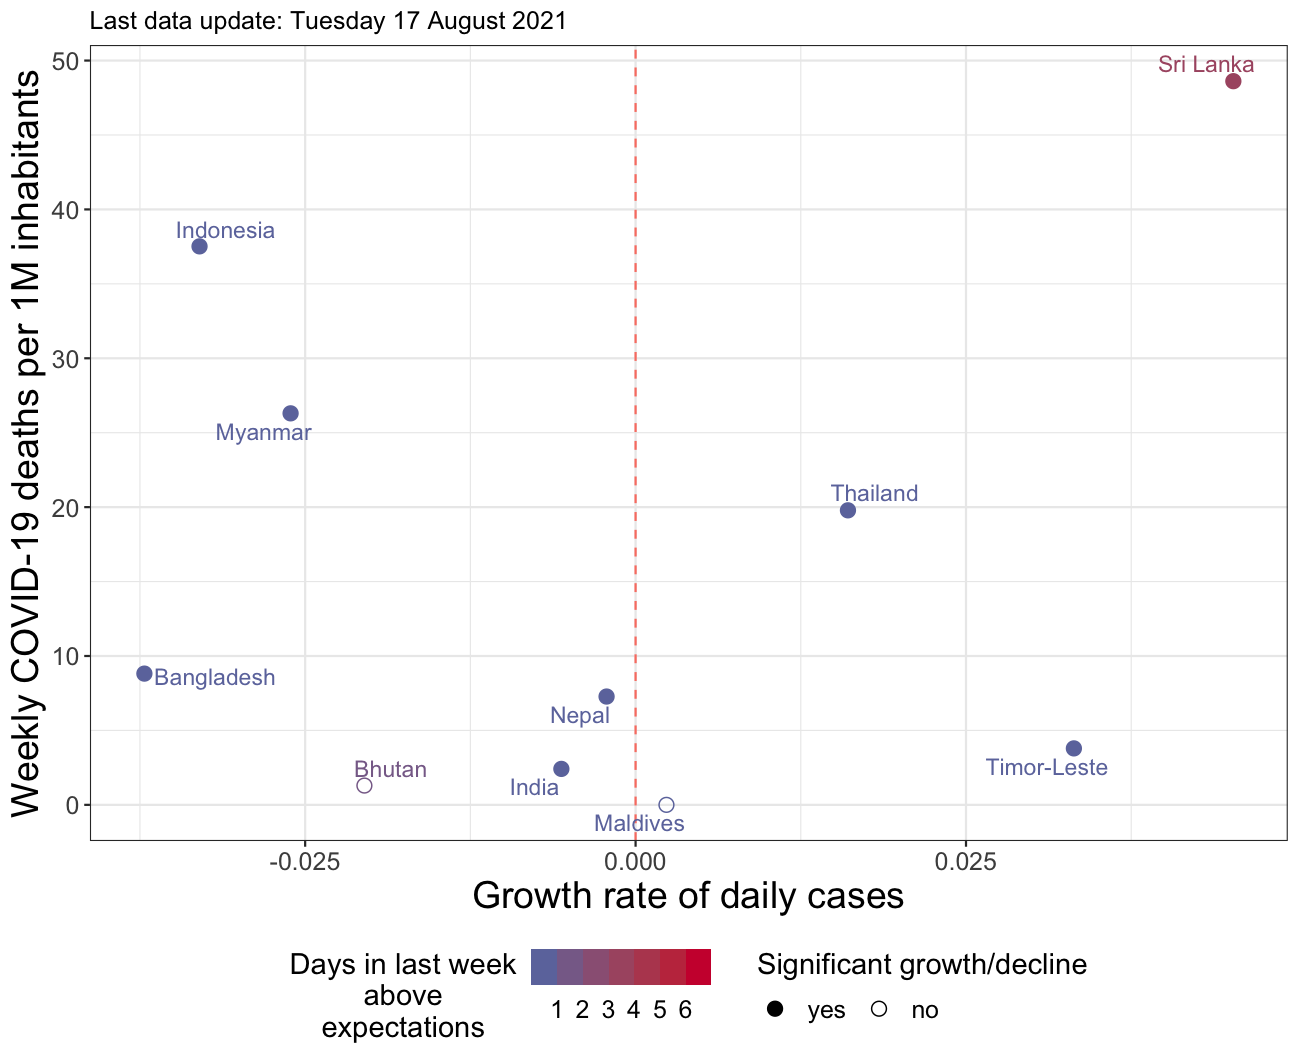 Last data update: Tuesday 17 August 2021
Weekly COVID-19 deaths per 1M inhabitants
50
40
30
20
10
0
Sri Lanka
Indonesia
Myanmar
Thailand
Bangladesh
Nepal
Timor-Leste
Bhutan
India
Maldives
-0.025 0.000 0.025
Growth rate of daily cases
Days in last week
above
expectations
1 2 3 4 5 6
Significant growth/decline
yes no